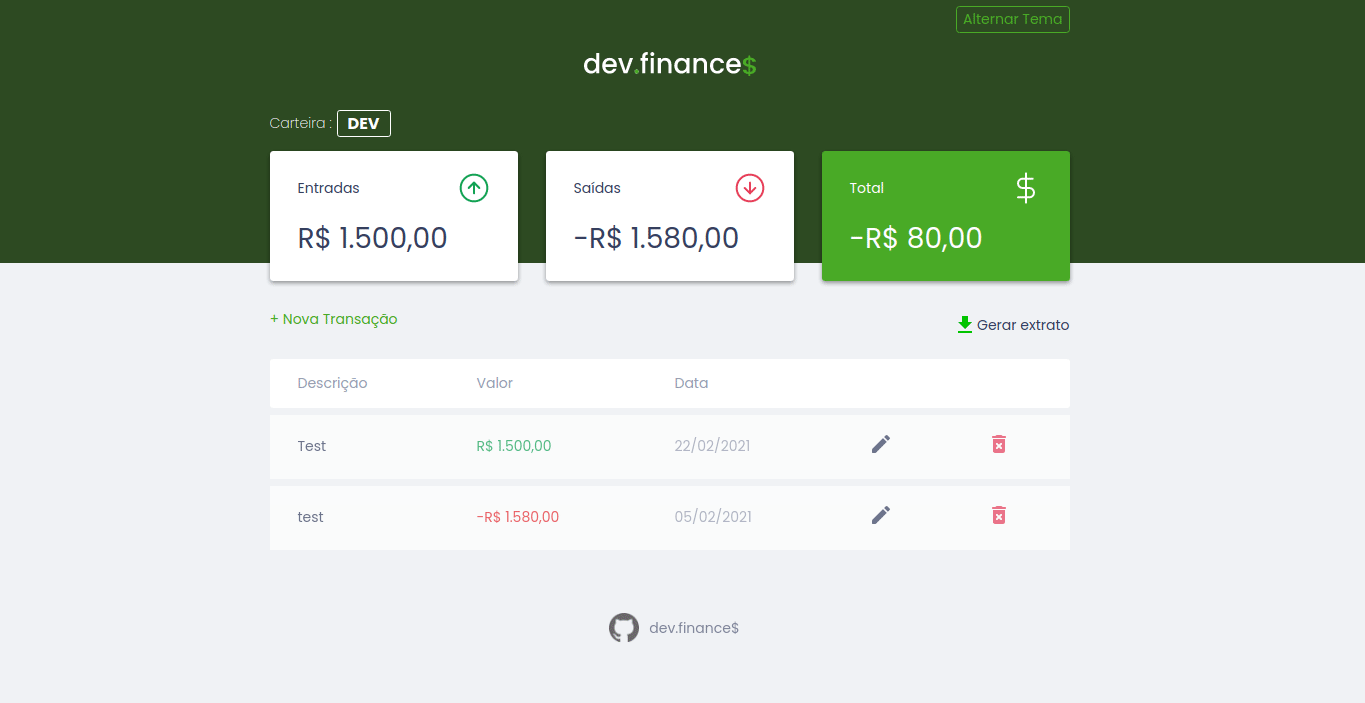 Alternar Tema
dev.finance$
Carteira : DEV
Entradas
R$ 1.500,00
Saídas
-R$ 1.580,00
Total
$
-R$ 80,00
+ Nova Transação
Gerar extrato
Descrição Valor Data
Test R$ 1.500,00 22/02/2021
test -R$ 1.580,00 05/02/2021
dev.finance$